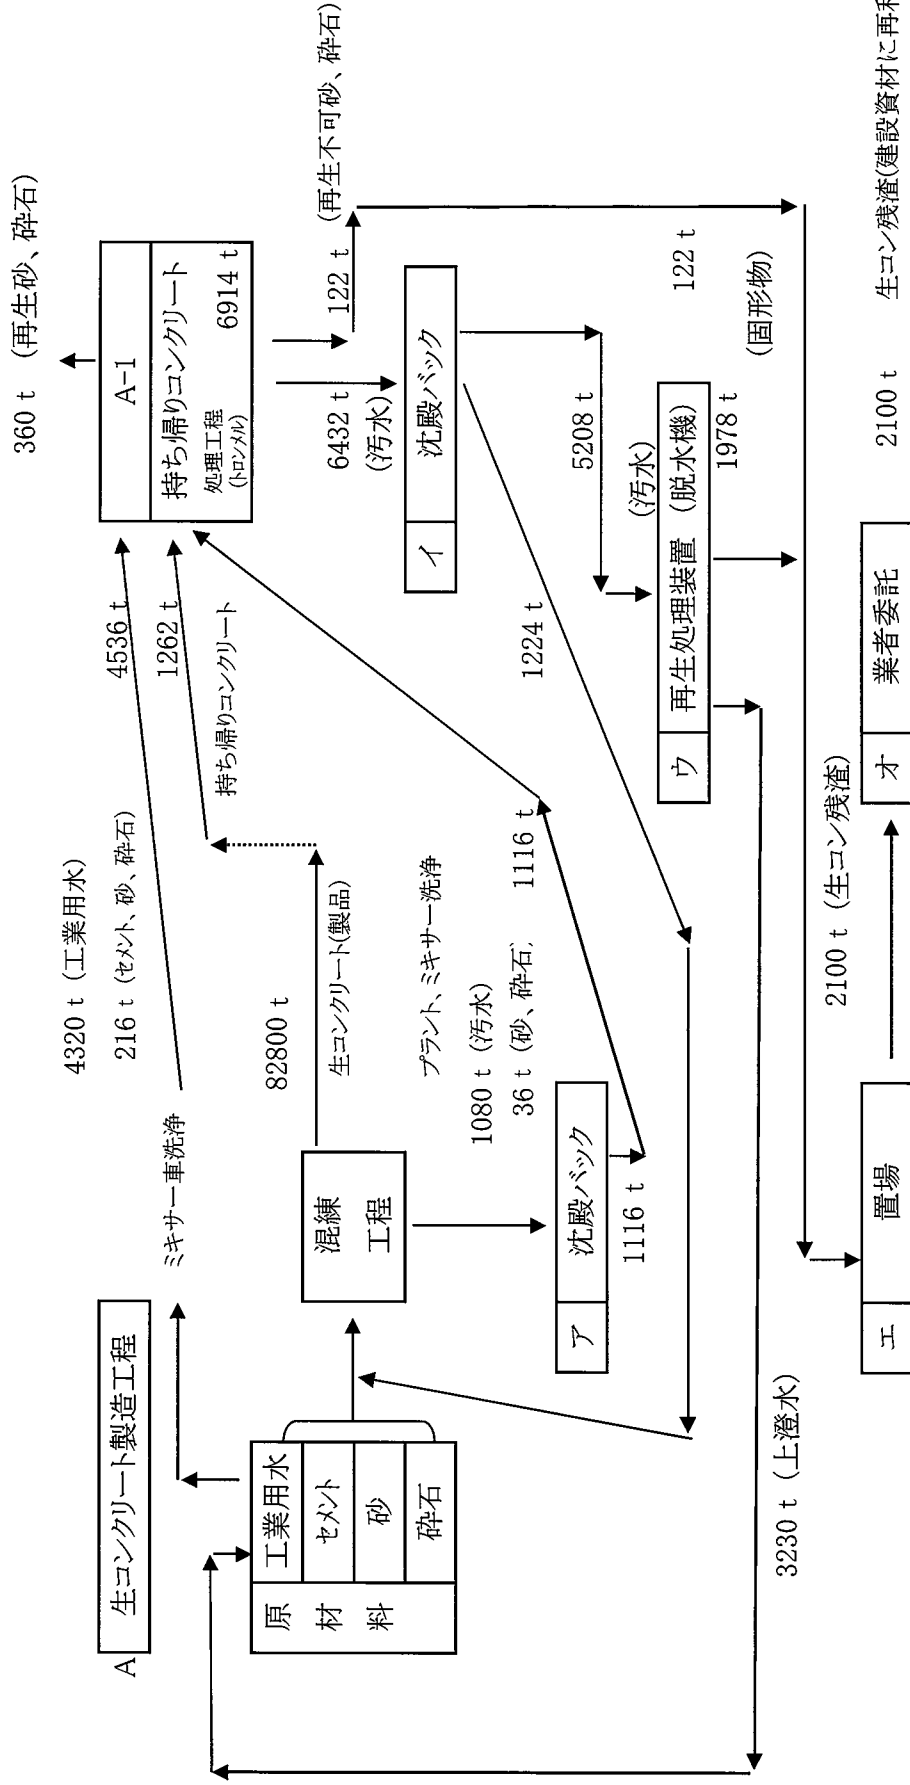 A 生コンクリート製造工程
原材料
工業用水
セメント
砂
砕石
ミキサー車洗浄
4320 t (工業用水)
216 t (セメント、砂、砕石)
4536 t
1262 t
持ち帰りコンクリート
360 t (再生砂、砕石)
A-1
持ち帰りコンクリート
処理工程
(トロンメル)
6914 t
混練
工程
82800 t
生コンクリート(製品)
プラント、ミキサー洗浄
1080 t (汚水)
36 t (砂、砕石)
ア 沈殿バック
1116 t
1116 t
6432 t
(汚水)
122 t
(再生不可砂、砕石)
イ 沈殿バック
1224 t
5208 t
(汚水)
ウ 再生処理装置 (脱水機)
1978 t
122 t
(固形物)
3230 t (上澄水)
2100 t (生コン残渣)
エ 置場
オ 業者委託
2100 t
生コン残渣(建設資材に再利